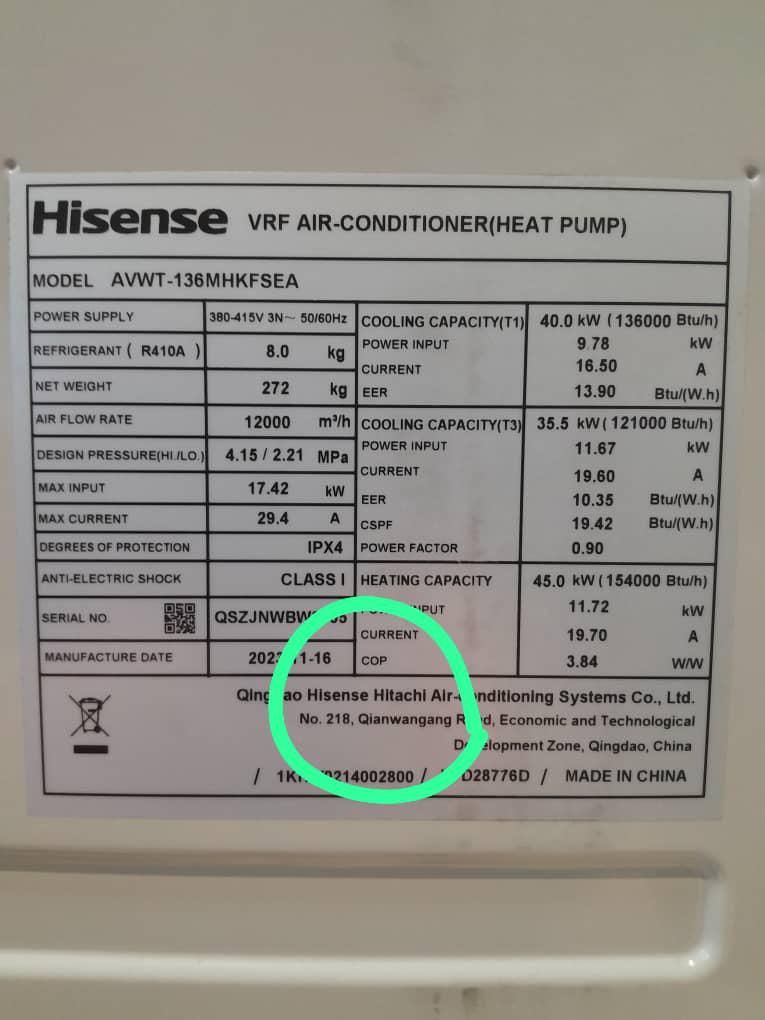 Hisense VRF AIR-CONDITIONER(HEAT PUMP)
MODEL AVWT-136MHKFSEA
POWER SUPPLY 380-415V 3N~ 50/60Hz
REFRIGERANT ( R410A ) 8.0 kg
NET WEIGHT 272 kg
AIR FLOW RATE 12000 m³/h
DESIGN PRESSURE(HI./LO.) 4.15 / 2.21 MPa
MAX INPUT 17.42 kW
MAX CURRENT 29.4 A
DEGREES OF PROTECTION IPX4
ANTI-ELECTRIC SHOCK CLASS I
SERIAL NO.
MANUFACTURE DATE
COOLING CAPACITY(T1) 40.0 kW ( 136000 Btu/h)
POWER INPUT 9.78 kW
CURRENT 16.50 A
EER 13.90 Btu/(W.h)
COOLING CAPACITY(T3) 35.5 kW ( 121000 Btu/h)
POWER INPUT 11.67 kW
CURRENT 19.60 A
EER 10.35 Btu/(W.h)
CSPF 19.42 Btu/(W.h)
POWER FACTOR 0.90
HEATING CAPACITY 45.0 kW ( 154000 Btu/h)
POWER INPUT 11.72 kW
CURRENT 19.70 A
COP 3.84 W/W
Qingdao Hisense Hitachi Air-Conditioning Systems Co., Ltd.
No. 218, Qianwangang Road, Economic and Technological
Development Zone, Qingdao, China
/ / / MADE IN CHINA